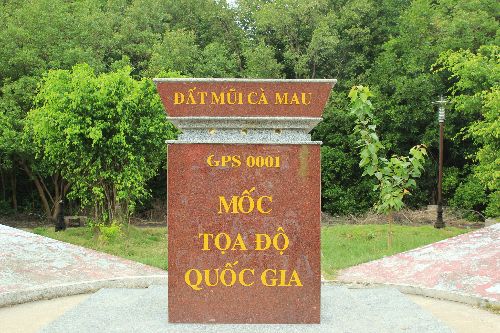 ĐẤT MŨI CÀ MAU
GPS 0001
MỐC
TỌA ĐỘ
QUỐC GIA